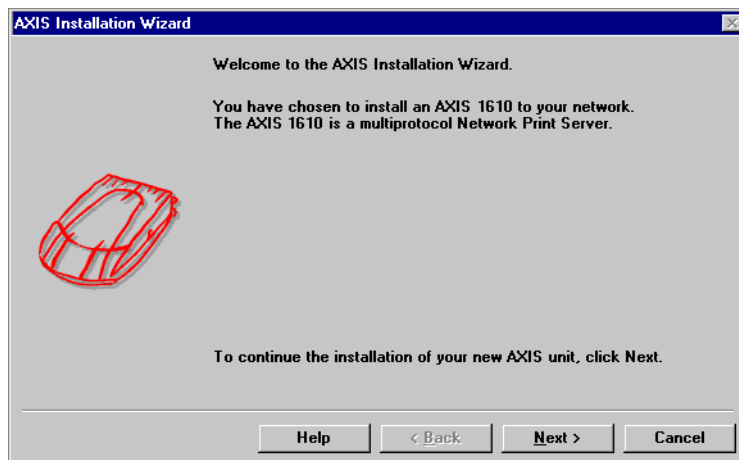 AXIS Installation Wizard
Welcome to the AXIS Installation Wizard.
You have chosen to install an AXIS 1610 to your network.
The AXIS 1610 is a multiprotocol Network Print Server.
To continue the installation of your new AXIS unit, click Next.
Help
< Back
Next >
Cancel